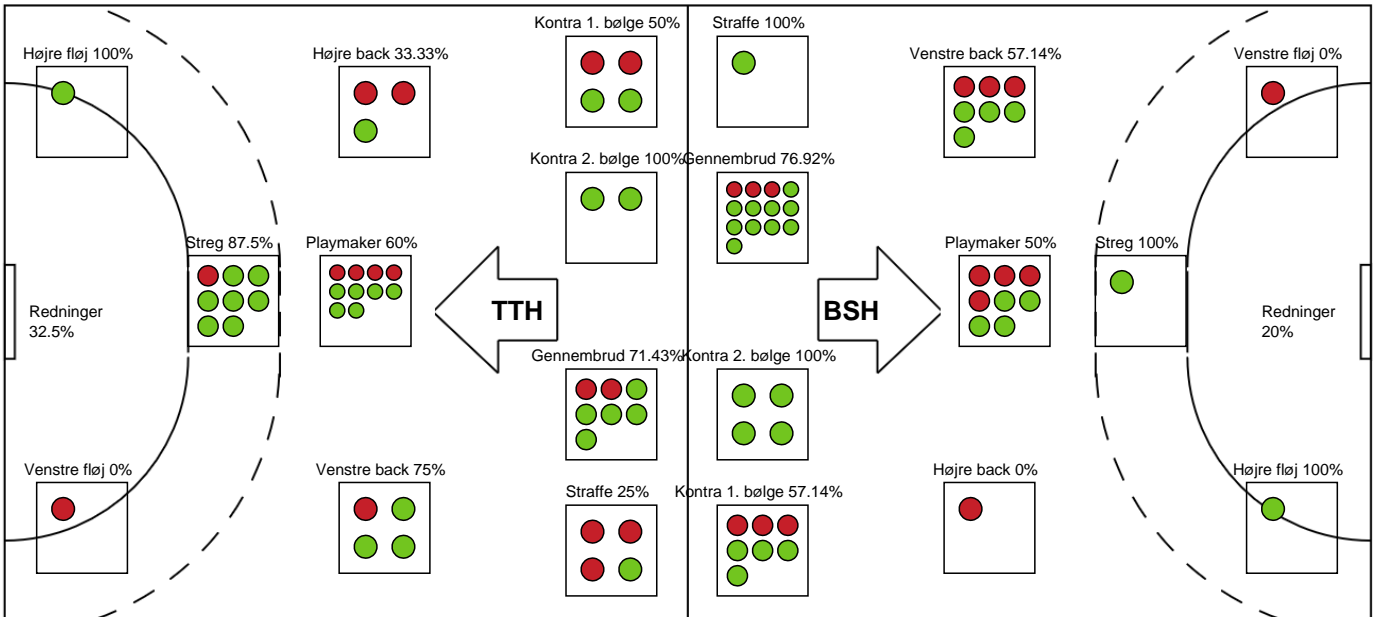 Kontra 1. bølge 50%
Straffe 100%
Højre fløj 100%
Højre back 33.33%
Venstre back 57.14%
Venstre fløj 0%
Kontra 2. bølge 100%
Gennembrud 76.92%
Streg 87.5%
Playmaker 60%
Playmaker 50%
Streg 100%
Redninger
32.5%
TTH
BSH
Redninger
20%
Gennembrud 71.43%
Kontra 2. bølge 100%
Venstre fløj 0%
Venstre back 75%
Højre back 0%
Højre fløj 100%
Straffe 25%
Kontra 1. bølge 57.14%